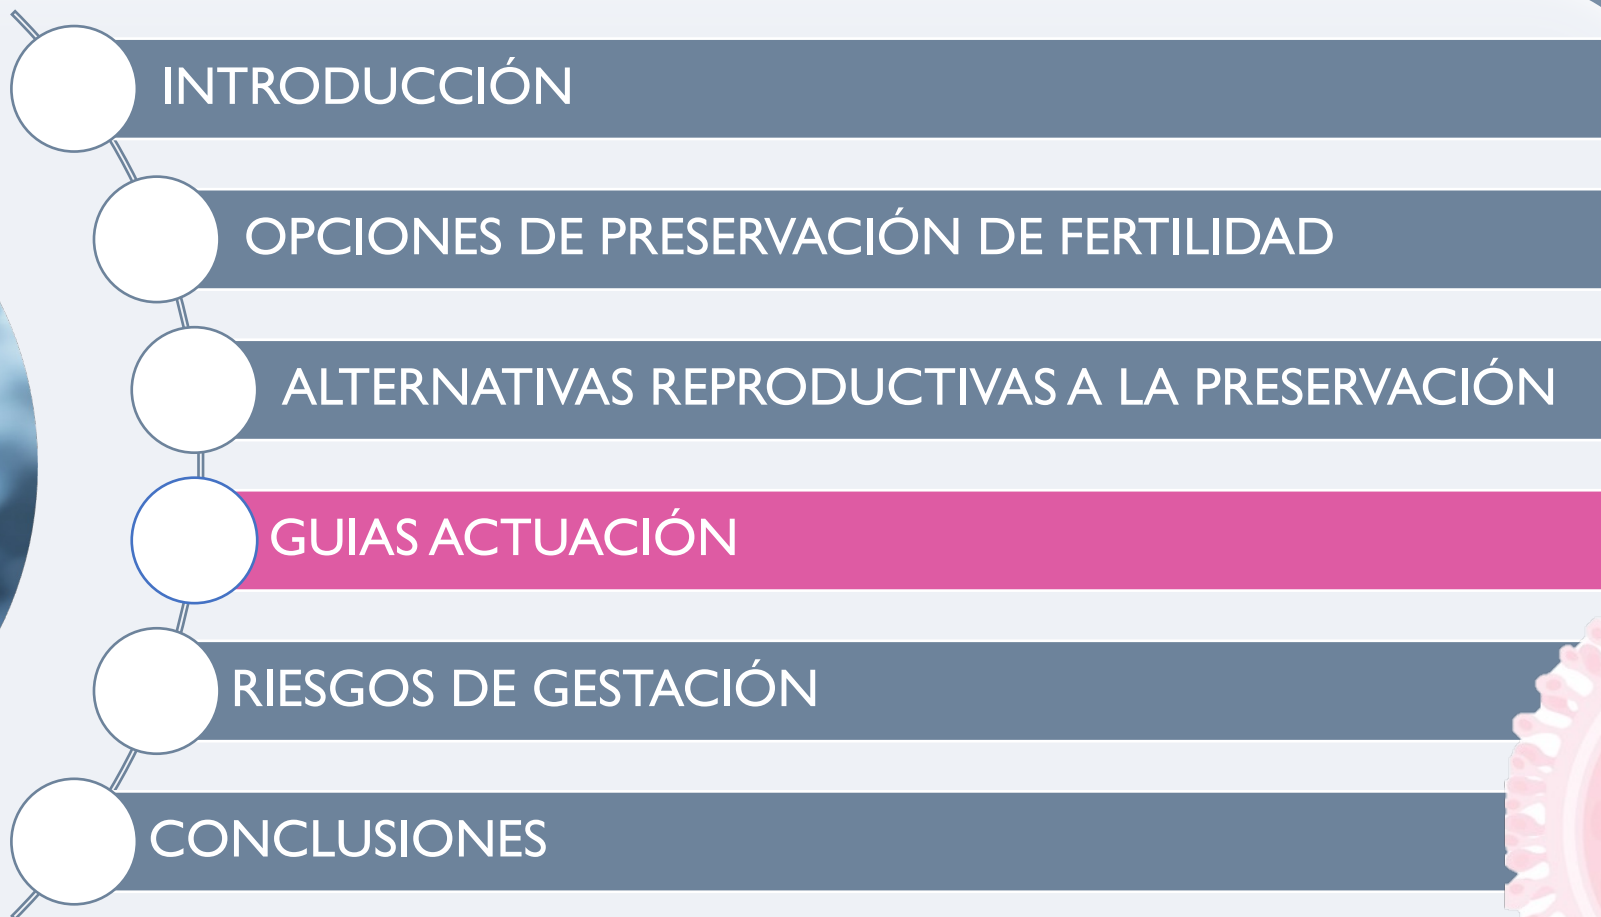 INTRODUCCIÓN
OPCIONES DE PRESERVACIÓN DE FERTILIDAD
ALTERNATIVAS REPRODUCTIVAS A LA PRESERVACIÓN
GUIAS ACTUACIÓN
RIESGOS DE GESTACIÓN
CONCLUSIONES